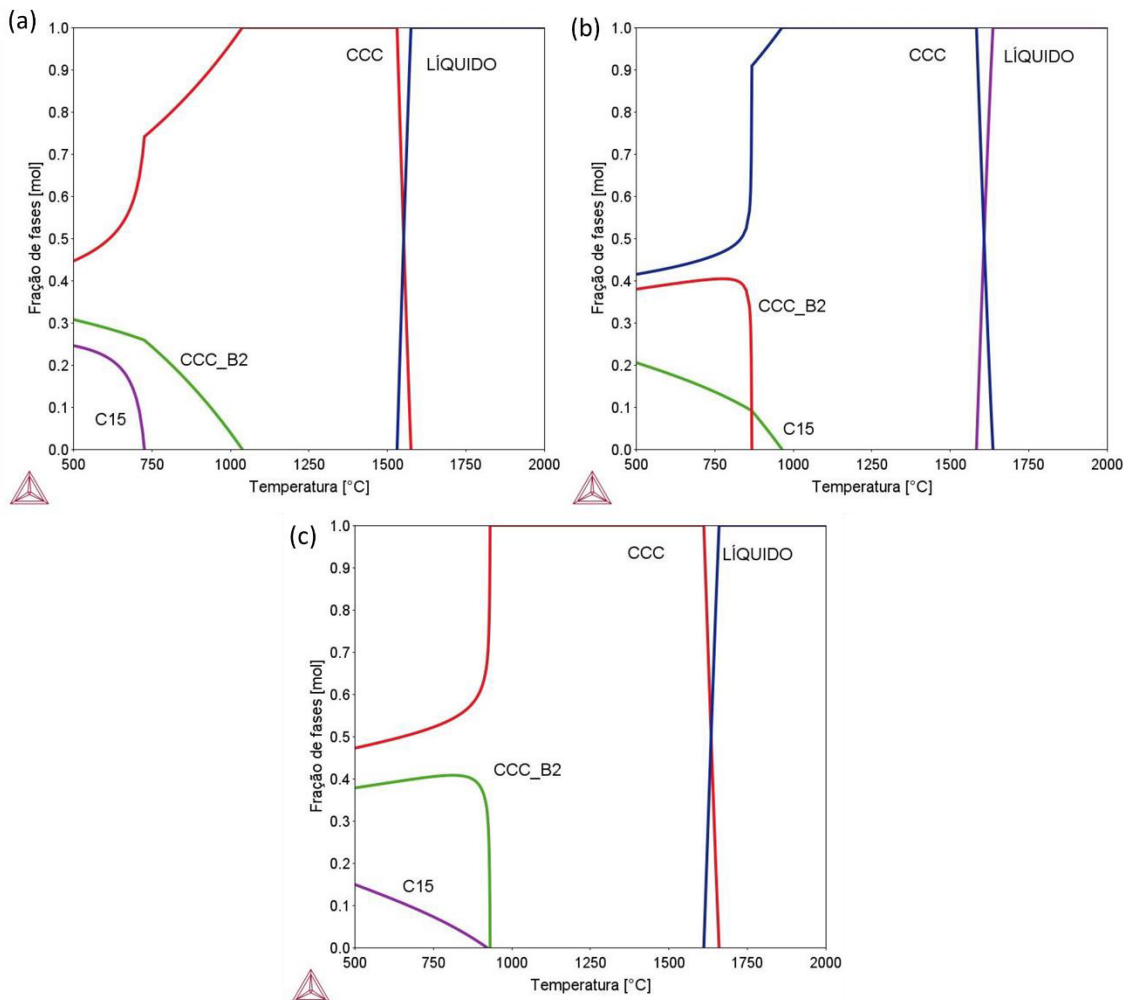 (a)
1.0
0.9
0.8
0.7
0.6
0.5
0.4
0.3
0.2
0.1
0.0
Fração de fases [mol]
CCC
LÍQUIDO
CCC_B2
C15
500 750 1000 1250 1500 1750 2000
Temperatura [°C]
(b)
1.0
0.9
0.8
0.7
0.6
0.5
0.4
0.3
0.2
0.1
0.0
Fração de fases [mol]
CCC
LÍQUIDO
CCC_B2
C15
500 750 1000 1250 1500 1750 2000
Temperatura [°C]
(c)
1.0
0.9
0.8
0.7
0.6
0.5
0.4
0.3
0.2
0.1
0.0
Fração de fases [mol]
CCC
LÍQUIDO
CCC_B2
C15
500 750 1000 1250 1500 1750 2000
Temperatura [°C]